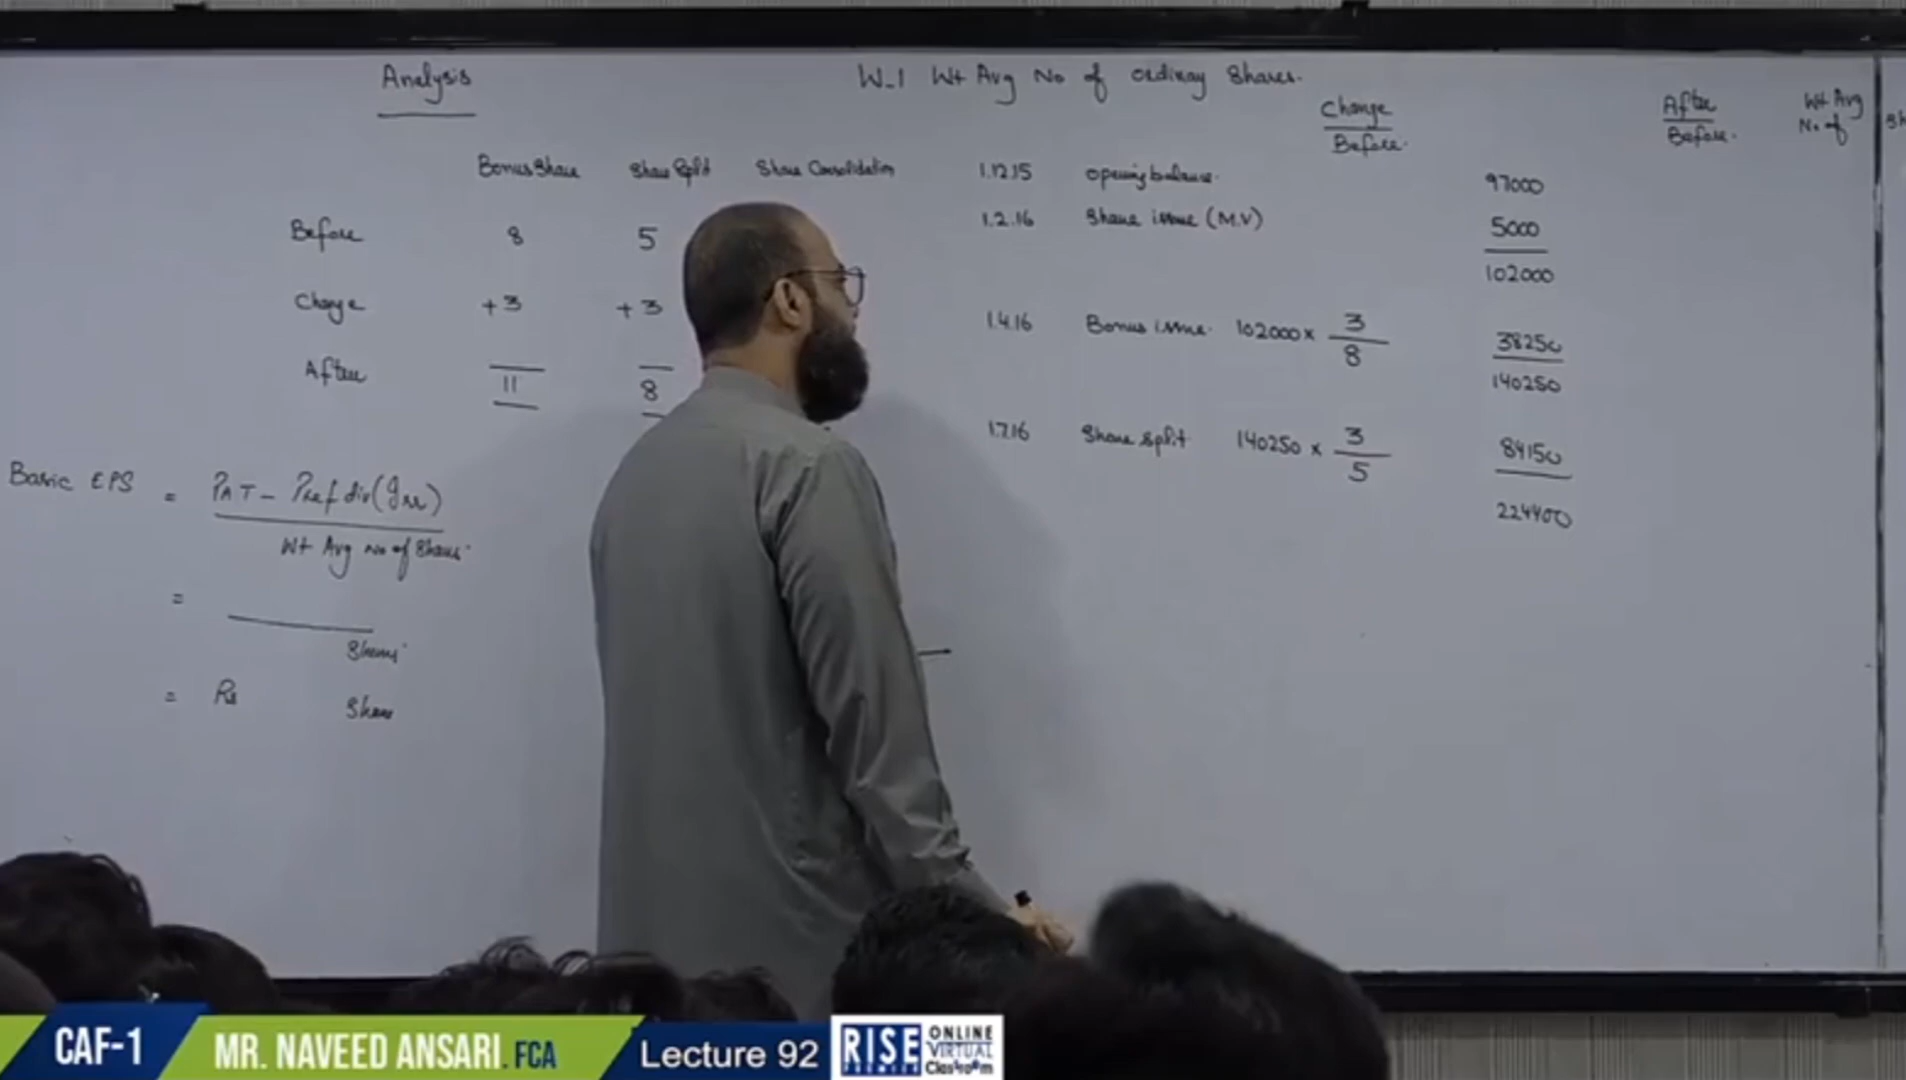 Analysis
Bonus Share Share Split Share Consolidation
Before 8 5
Change +3 +3
After 11 8
Basic EPS = PAT - Pref div (Irr)
Wt Avg No of Shares
=
Shares
= Rs Share
W-1 Wt Avg No of Ordinary Shares.
Change After Wt Avg
Before. Before. No. of Sh
1.12.15 Opening balance. 97000
1.2.16 Share issue (M.V) 5000
102000
1.4.16 Bonus issue. 102000 x 3/8 38250
140250
1.7.16 Share split 140250 x 3/5 84150
224400
CAF-1 MR. NAVEED ANSARI. FCA Lecture 92 RISE PREMIER ONLINE VIRTUAL Classroom